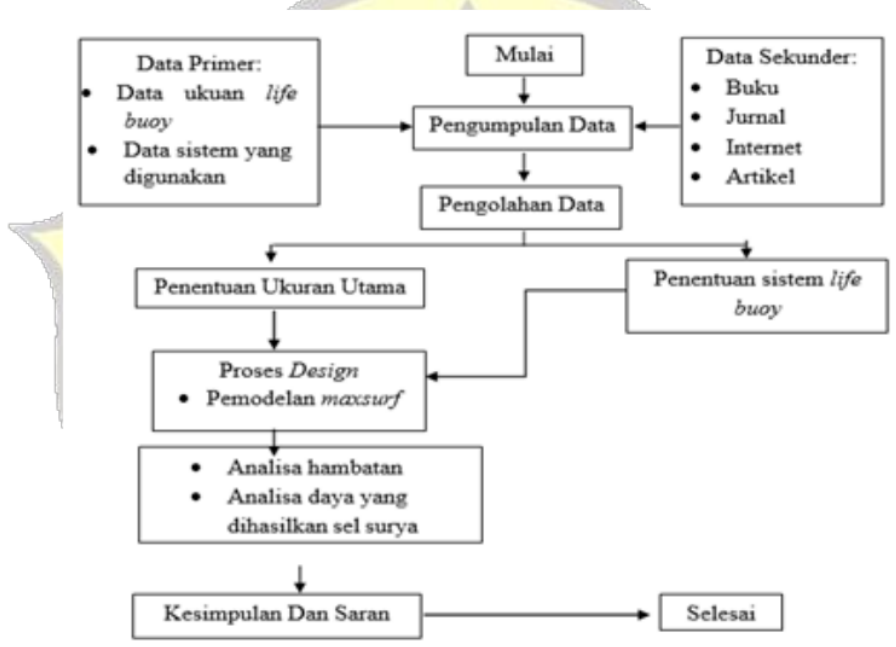 Mulai
Data Primer:
• Data ukuan life
buoy
• Data sistem yang
digunakan
Pengumpulan Data
Data Sekunder:
• Buku
• Jurnal
• Internet
• Artikel
Pengolahan Data
Penentuan Ukuran Utama
Penentuan sistem life
buoy
Proses Design
• Pemodelan maxsurf
• Analisa hambatan
• Analisa daya yang
dihasilkan sel surya
Kesimpulan Dan Saran
Selesai